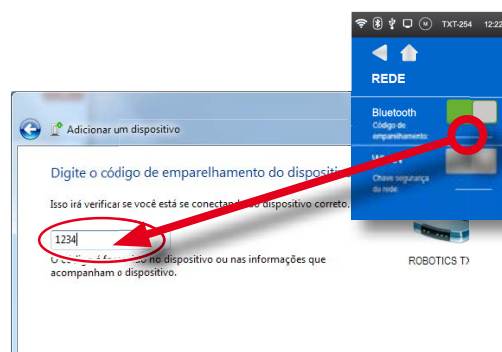 TXT-254 12:22
REDE
Bluetooth
Código de
emparelhamento:
Chave segurança
da rede:
Adicionar um dispositivo
Digite o código de emparelhamento do dispositi
Isso irá verificar se você está se conectando dispositivo correto.
1234
O no dispositivo ou nas informações que
acompanham o dispositivo.
ROBOTICS TX